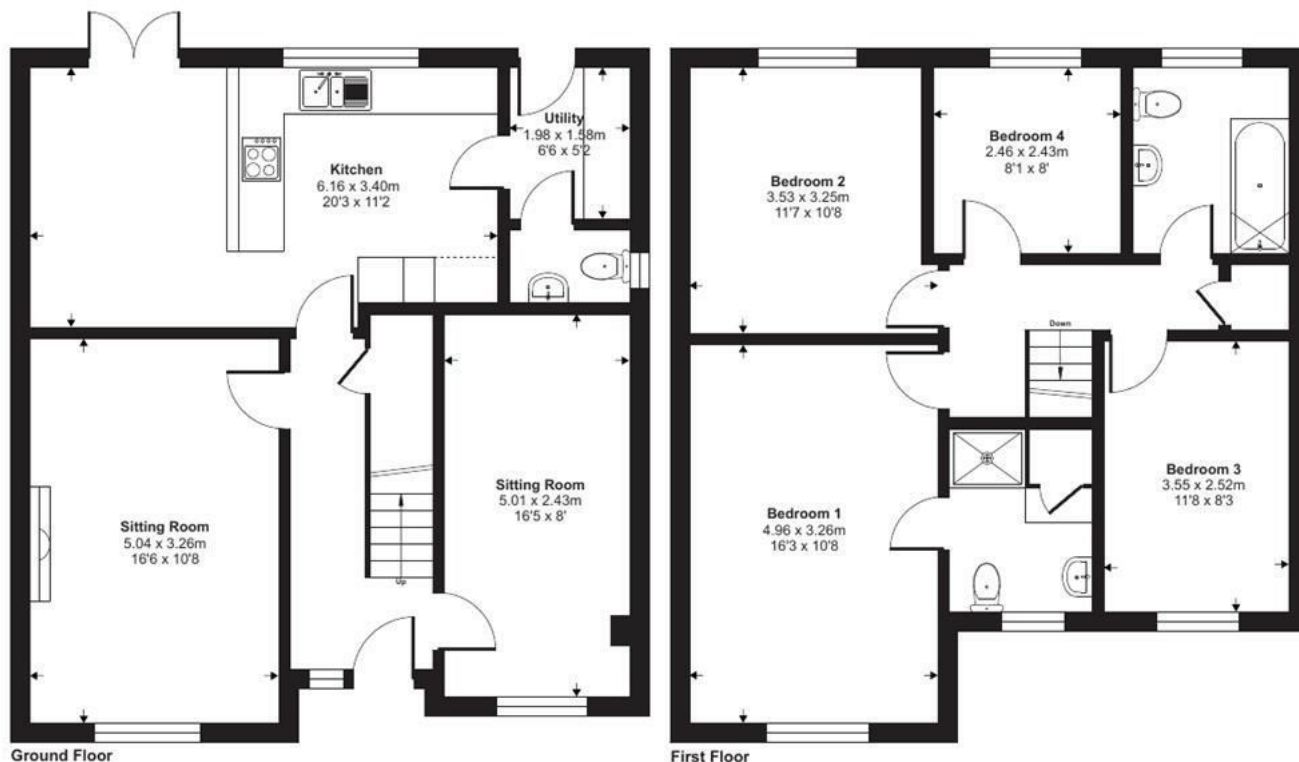 Utility
1.98 x 1.58m
6'6 x 5'2
Kitchen
6.16 x 3.40m
20'3 x 11'2
Sitting Room
5.04 x 3.26m
16'6 x 10'8
Sitting Room
5.01 x 2.43m
16'5 x 8'
Up
Ground Floor
Bedroom 2
3.53 x 3.25m
11'7 x 10'8
Bedroom 4
2.46 x 2.43m
8'1 x 8'
Down
Bedroom 1
4.96 x 3.26m
16'3 x 10'8
Bedroom 3
3.55 x 2.52m
11'8 x 8'3
First Floor